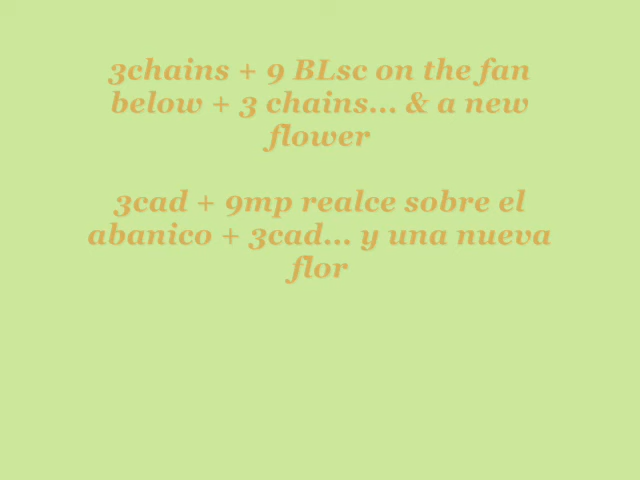 3chains + 9 BLsc on the fan
below + 3 chains... & a new
flower
3cad + 9mp realce sobre el
abanico + 3cad... y una nueva
flor